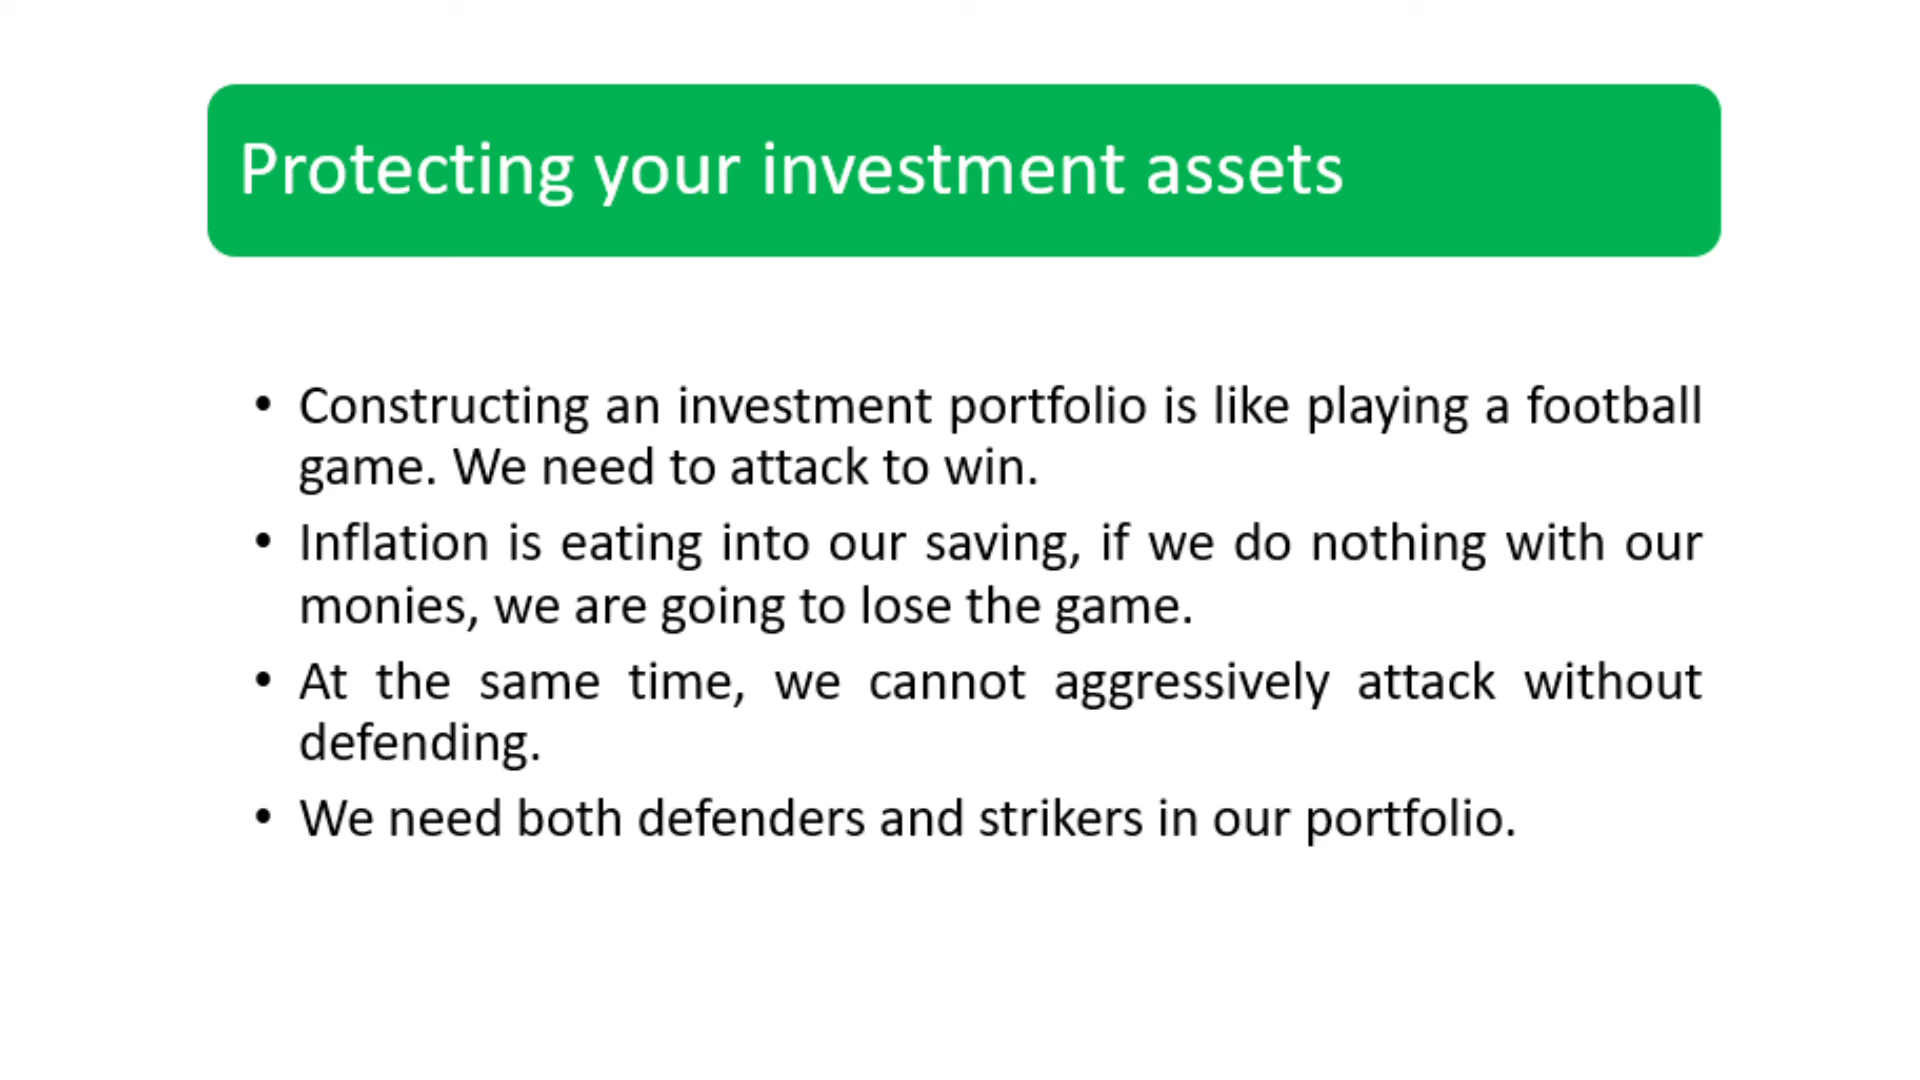 Protecting your investment assets
• Constructing an investment portfolio is like playing a football
game. We need to attack to win.
• Inflation is eating into our saving, if we do nothing with our
monies, we are going to lose the game.
• At the same time, we cannot aggressively attack without
defending.
• We need both defenders and strikers in our portfolio.